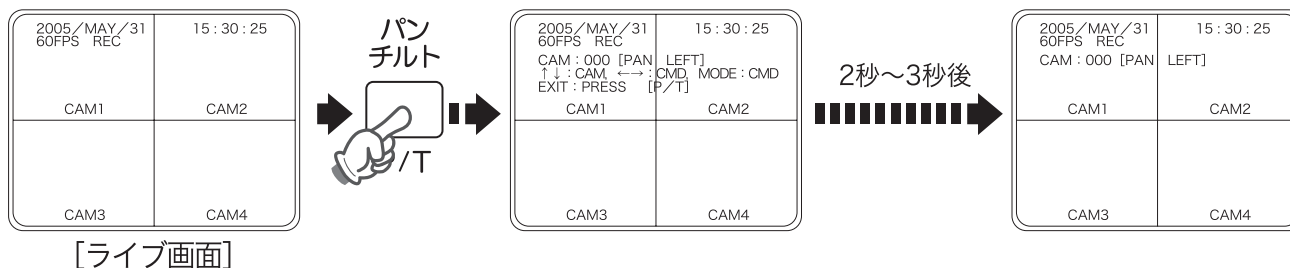 2005／MAY／31 15：30：25
60FPS REC
CAM1 CAM2
CAM3 CAM4
[ライブ画面]
パン
チルト
/T
2005／MAY／31 15：30：25
60FPS REC
CAM：000 [PAN LEFT]
↑↓：CAM, ←→：CMD, MODE：CMD
EXIT：PRESS [P／T]
CAM1 CAM2
CAM3 CAM4
2秒～3秒後
2005／MAY／31 15：30：25
60FPS REC
CAM：000 [PAN LEFT]
CAM1 CAM2
CAM3 CAM4